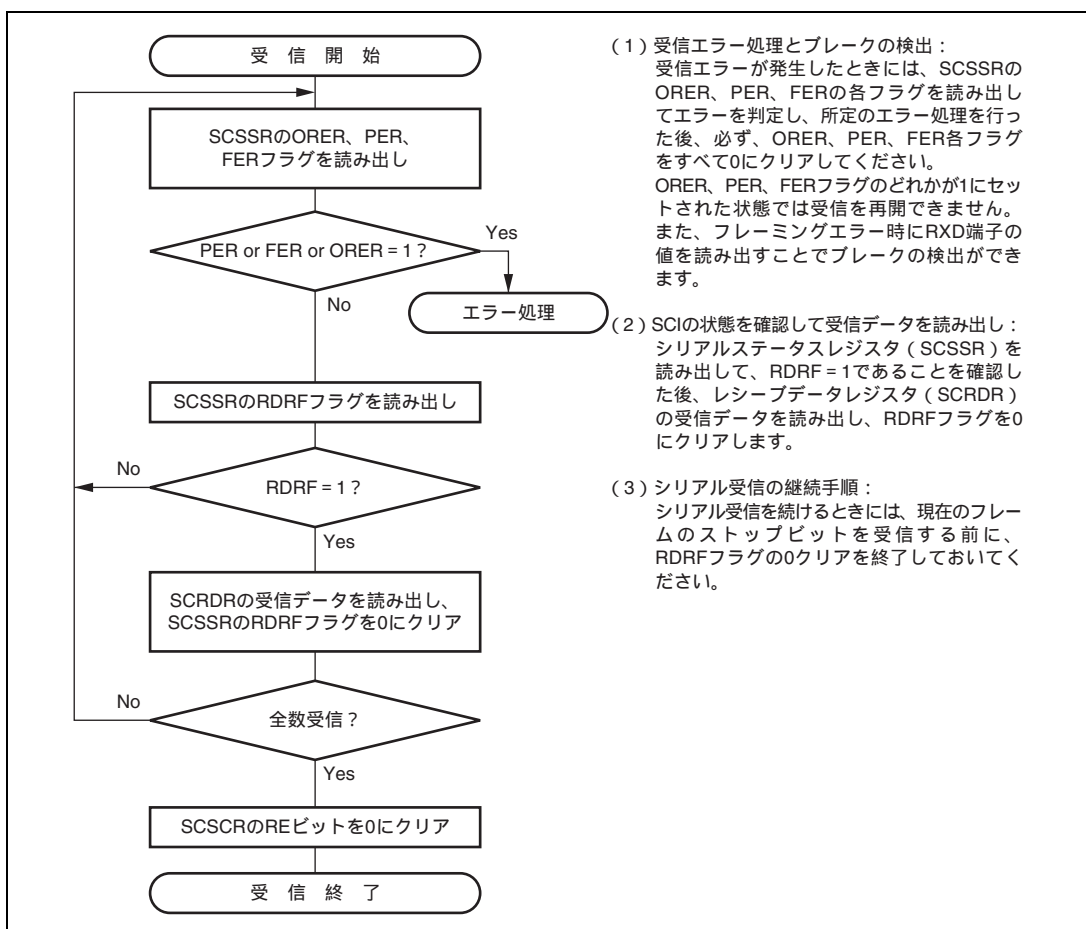 受 信 開 始
SCSSRのORER、PER、
FERフラグを読み出し
PER or FER or ORER = 1？
Yes
No
エラー処理
SCSSRのRDRFフラグを読み出し
No
RDRF = 1？
Yes
SCRDRの受信データを読み出し、
SCSSRのRDRFフラグを0にクリア
No
全数受信？
Yes
SCSCRのREビットを0にクリア
受 信 終 了
（1）受信エラー処理とブレークの検出：
受信エラーが発生したときには、SCSSRの
ORER、PER、FERの各フラグを読み出し
てエラーを判定し、所定のエラー処理を行っ
た後、必ず、ORER、PER、FER各フラグ
をすべて0にクリアしてください。
ORER、PER、FERフラグのどれかが1にセッ
トされた状態では受信を再開できません。
また、フレーミングエラー時にRXD端子の
値を読み出すことでブレークの検出ができ
ます。
（2）SCIの状態を確認して受信データを読み出し：
シリアルステータスレジスタ（SCSSR）を
読み出して、RDRF = 1であることを確認し
た後、レシーブデータレジスタ（SCRDR）
の受信データを読み出し、RDRFフラグを0
にクリアします。
（3）シリアル受信の継続手順：
シリアル受信を続けるときには、現在のフレー
ムのストップビットを受信する前に、
RDRFフラグの0クリアを終了しておいてく
ださい。